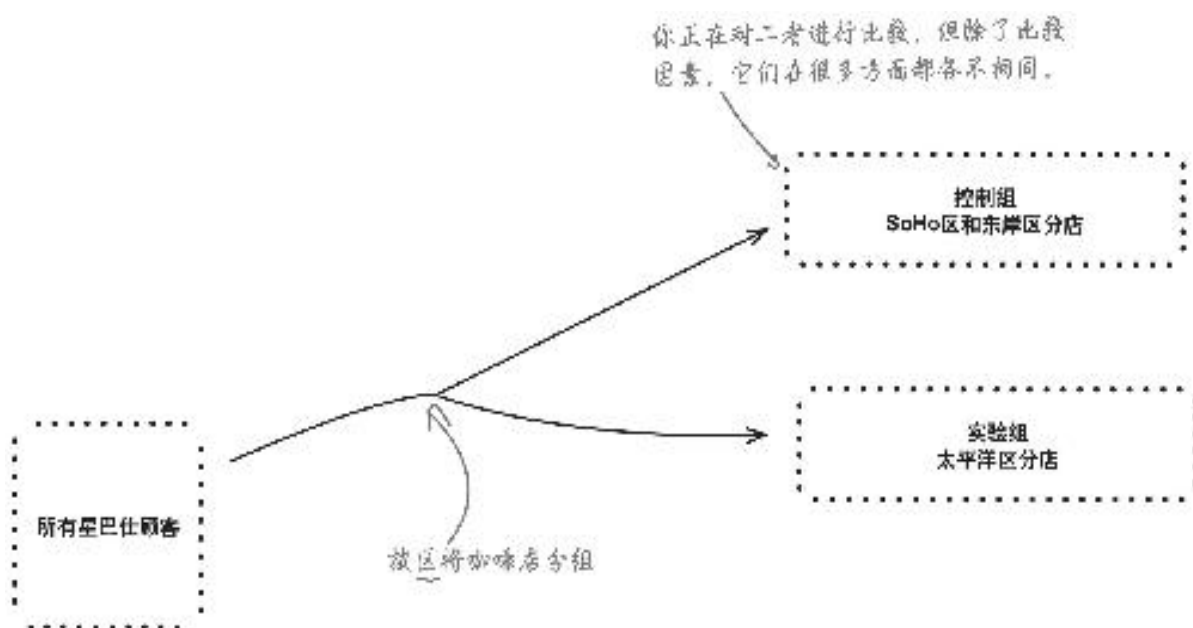 你正在对二者进行比较，但除了比较
因素，它们在很多方面都各不相同。
控制组
SoHo区和东岸区分店
实验组
太平洋区分店
所有星巴仕顾客
按区将咖啡店分组